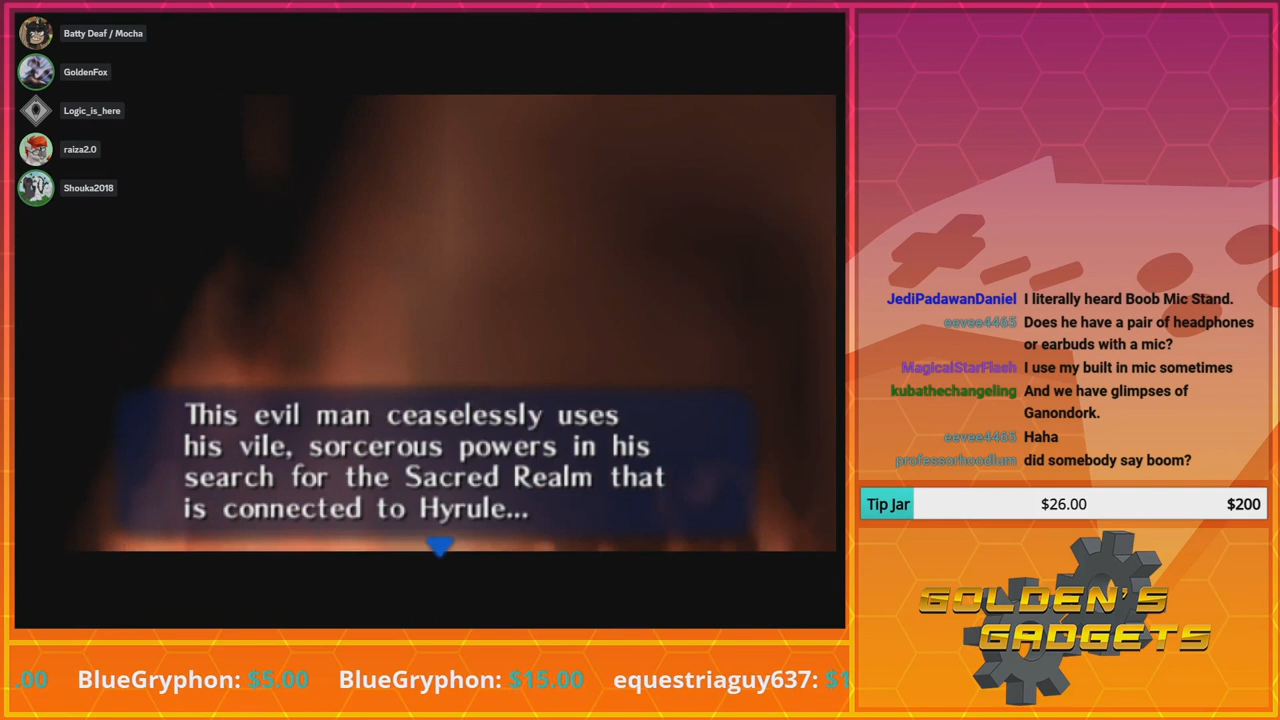 Batty Deaf / Mocha
GoldenFox
Logic_is_here
raiza2.0
Shouka2018
This evil man ceaselessly uses
his vile, sorcerous powers in his
search for the Sacred Realm that
is connected to Hyrule...
JediPadawanDaniel I literally heard Boob Mic Stand.
eevee4465 Does he have a pair of headphones
or earbuds with a mic?
MagicalStarFlash I use my built in mic sometimes
kubathechangeling And we have glimpses of
Ganondork.
eevee4465 Haha
professorhoodlum did somebody say boom?
Tip Jar $26.00 $200
GOLDEN'S
GADGETS
.00 BlueGryphon: $5.00 BlueGryphon: $15.00 equestriaguy637: $1